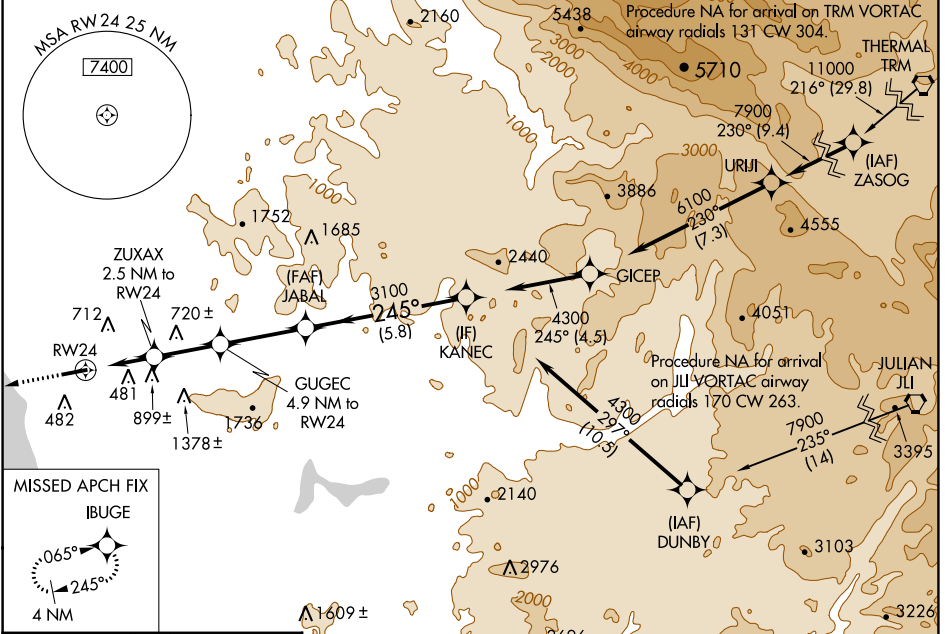 MSA RW24 25 NM
7400
2160
5438
Procedure NA for arrival on TRM VORTAC
airway radials 131 CW 304.
3000
2000
4000
5710
THERMAL
TRM
11000
216° (29.8)
7900
230° (9.4)
1000
3000
URIJI
(IAF)
ZASOG
1000
3886
6100
230°
(7.3)
4555
1752
1685
ZUXAX
2.5 NM to
RW24
(FAF)
JABAL
2440
GICEP
3100
245°
(5.8)
4300
245° (4.5)
712
720 ±
(IF)
KANEC
4051
RW24
Procedure NA for arrival
on JLI VORTAC airway
radials 170 CW 263.
JULIAN
JLI
481
482
899±
1378 ±
1736
GUGEC
4.9 NM to
RW24
4300
297°
(10.5)
7900
235°
(14)
3395
MISSED APCH FIX
IBUGE
065°
245°
4 NM
1000
2140
(IAF)
DUNBY
3103
2976
2000
1609 ±
3226